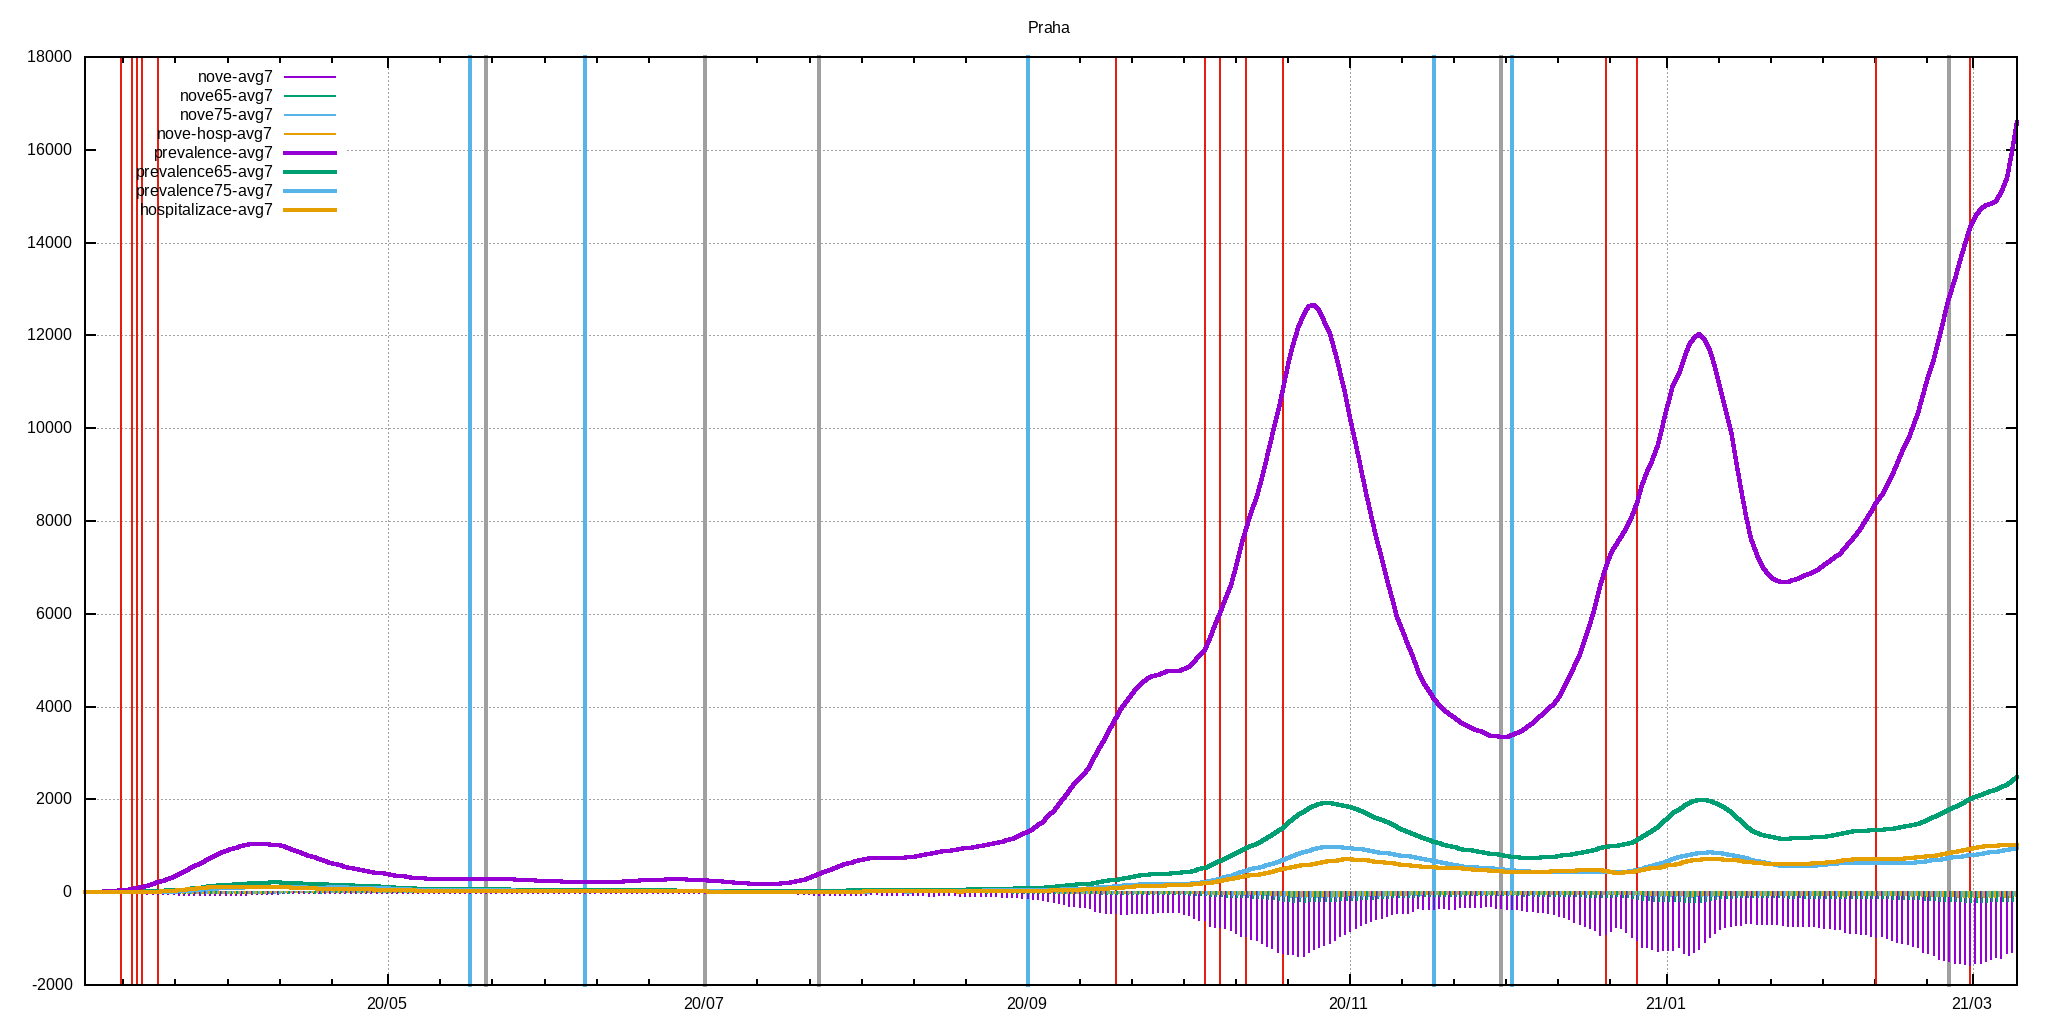 Praha
18000
16000
14000
12000
10000
8000
6000
4000
2000
0
-2000
nove-avg7
nove65-avg7
nove75-avg7
nove-hosp-avg7
prevalence-avg7
prevalence65-avg7
prevalence75-avg7
hospitalizace-avg7
20/05 20/07 20/09 20/11 21/01 21/03